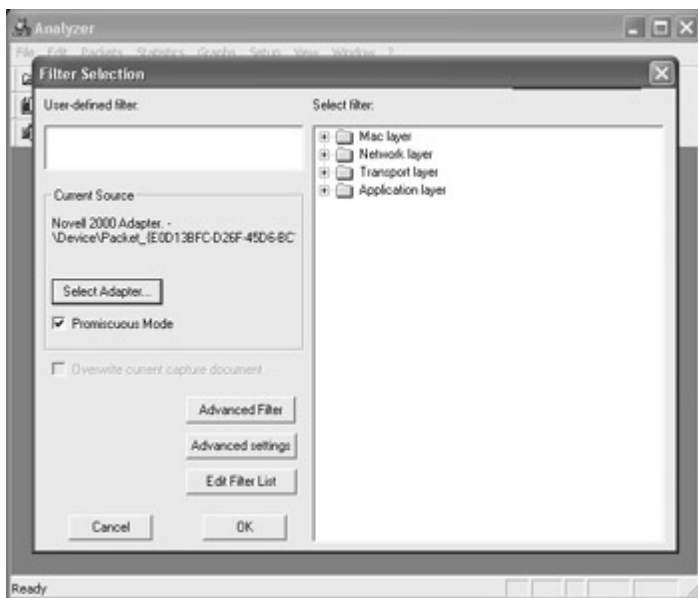 Analyzer
File Edit Packets Statistics Graphs Setup View Window ?
Filter Selection
User-defined filter:
Select filter:
Mac layer
Network layer
Transport layer
Application layer
Current Source
Novell 2000 Adapter. -
\Device\Packet_{E0D13BFC-D26F-45D6-BC
Select Adapter...
Promiscuous Mode
Overwrite current capture document
Advanced Filter
Advanced settings
Edit Filter List
Cancel
OK
Ready